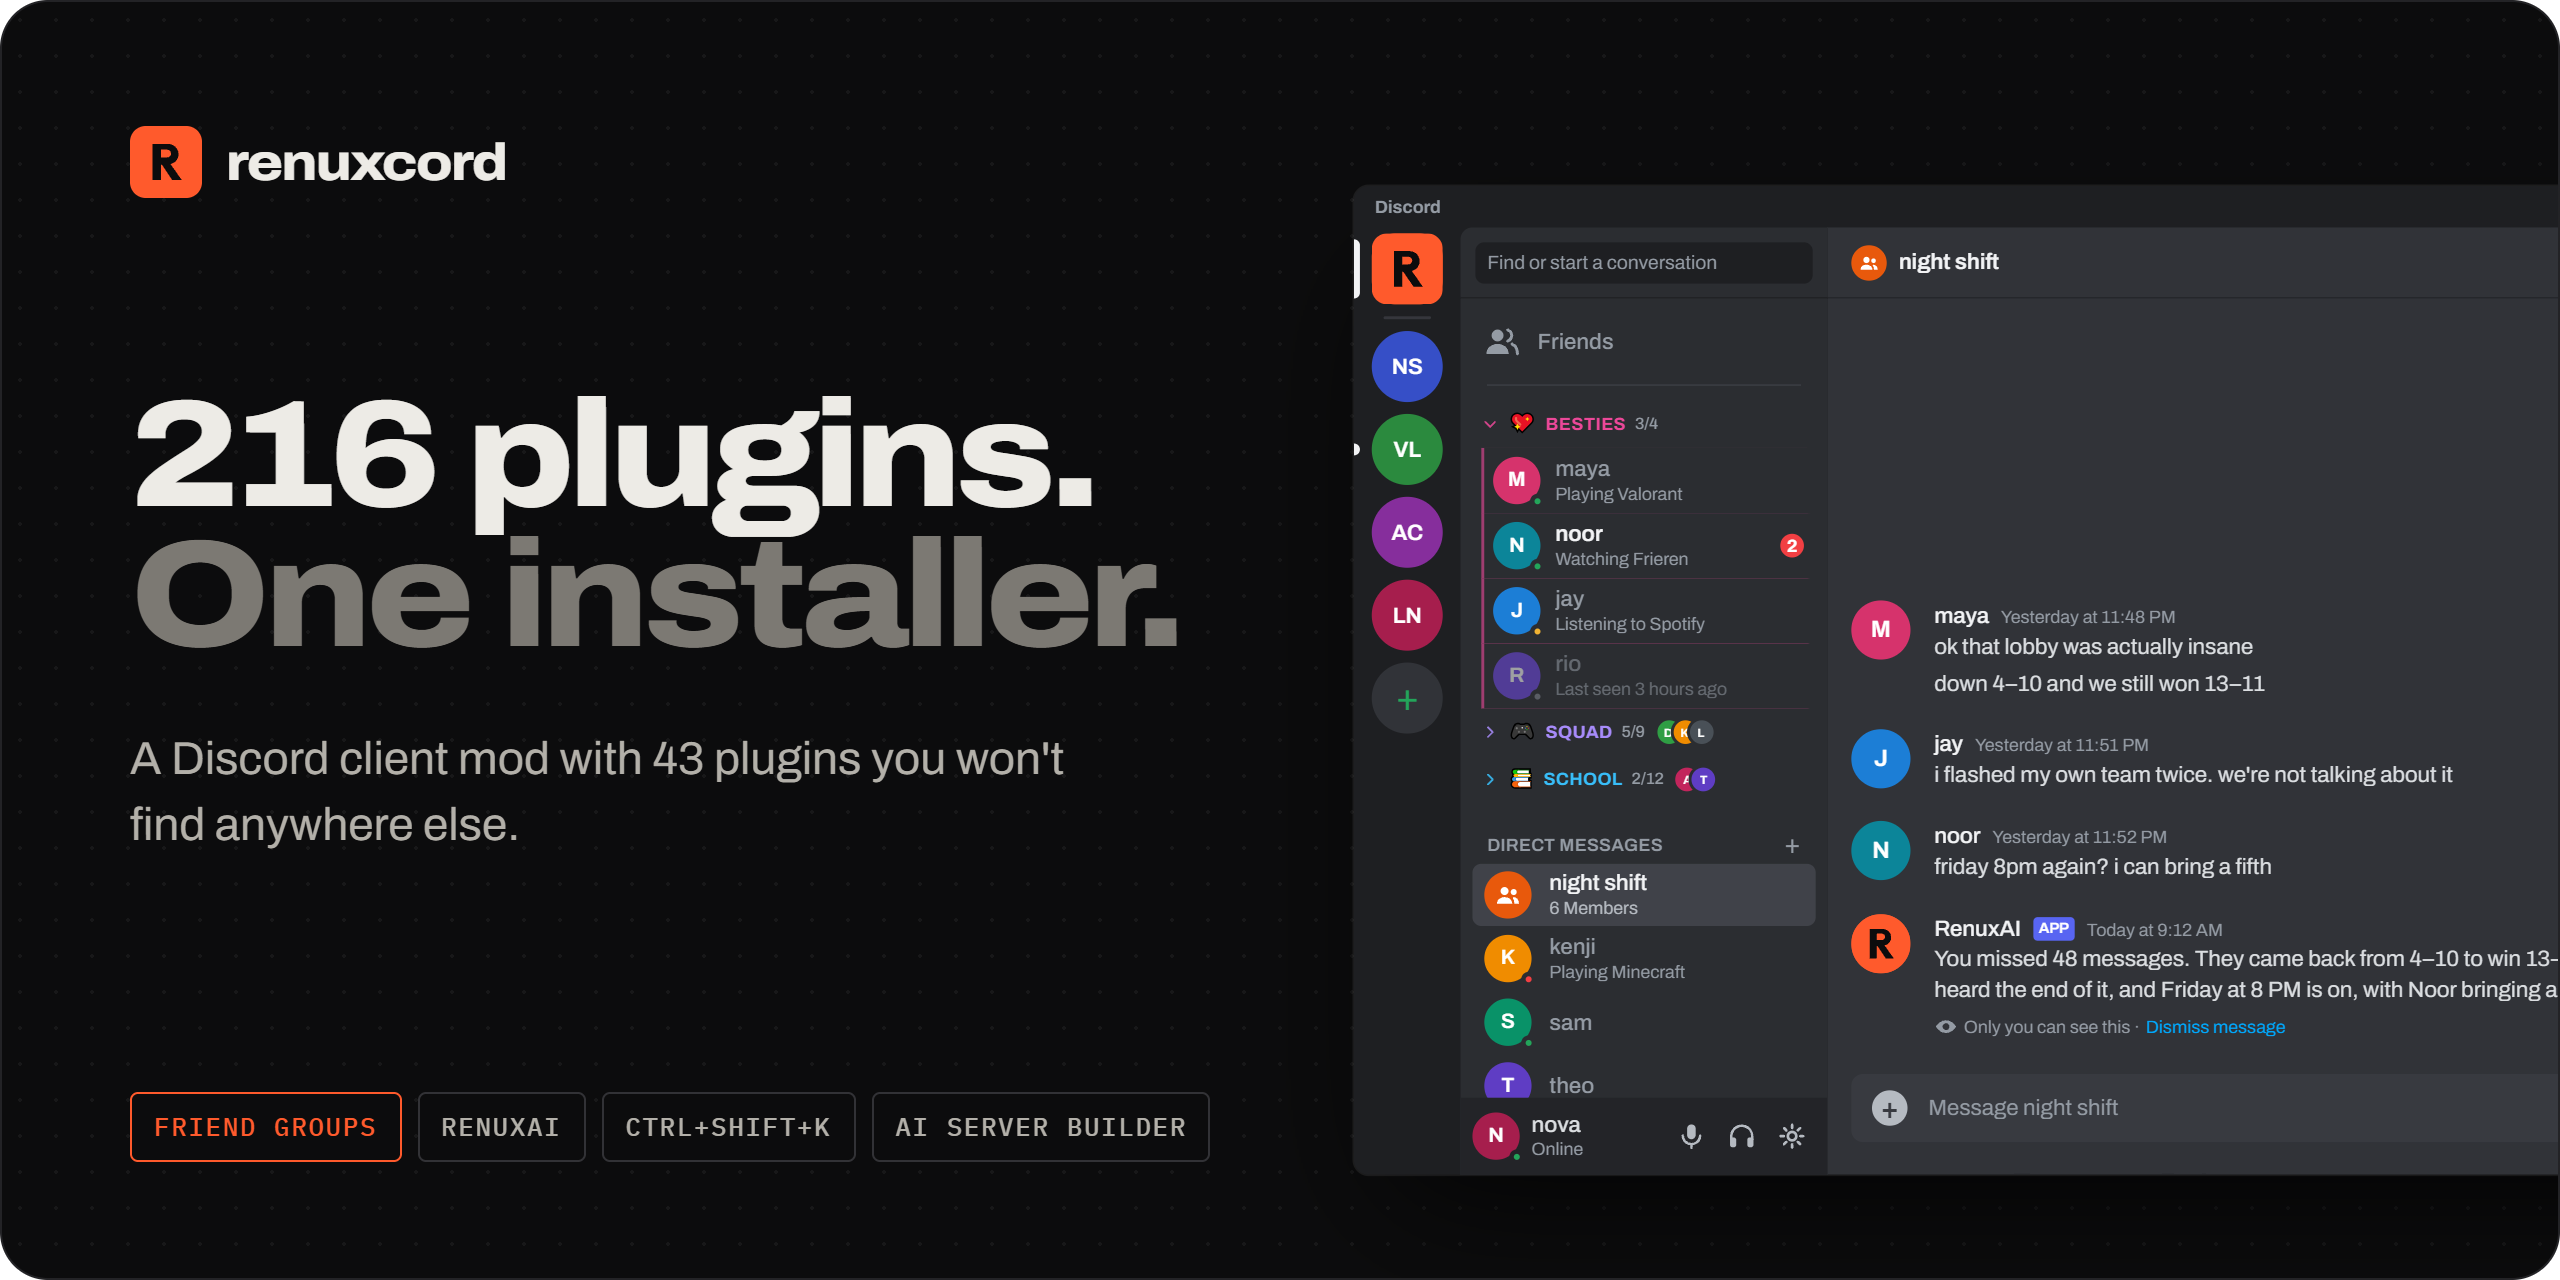 R renuxcord
216 plugins.
One installer.
A Discord client mod with 43 plugins you won't
find anywhere else.
FRIEND GROUPS
RENUXAI
CTRL+SHIFT+K
AI SERVER BUILDER
Discord
R
NS
VL
AC
LN
Find or start a conversation
Friends
BESTIES 3/4
M
maya
Playing Valorant
N
noor
Watching Frieren
2
J
jay
Listening to Spotify
R
rio
Last seen 3 hours ago
SQUAD 5/9 D K L
SCHOOL 2/12 A T
DIRECT MESSAGES +
night shift
6 Members
K
kenji
Playing Minecraft
S
sam
T
theo
N
nova
Online
night shift
M
maya Yesterday at 11:48 PM
ok that lobby was actually insane
down 4–10 and we still won 13–11
J
jay Yesterday at 11:51 PM
i flashed my own team twice. we're not talking about it
N
noor Yesterday at 11:52 PM
friday 8pm again? i can bring a fifth
R
RenuxAI APP Today at 9:12 AM
You missed 48 messages. They came back from 4–10 to win 13–
heard the end of it, and Friday at 8 PM is on, with Noor bringing a
Only you can see this · Dismiss message
Message night shift